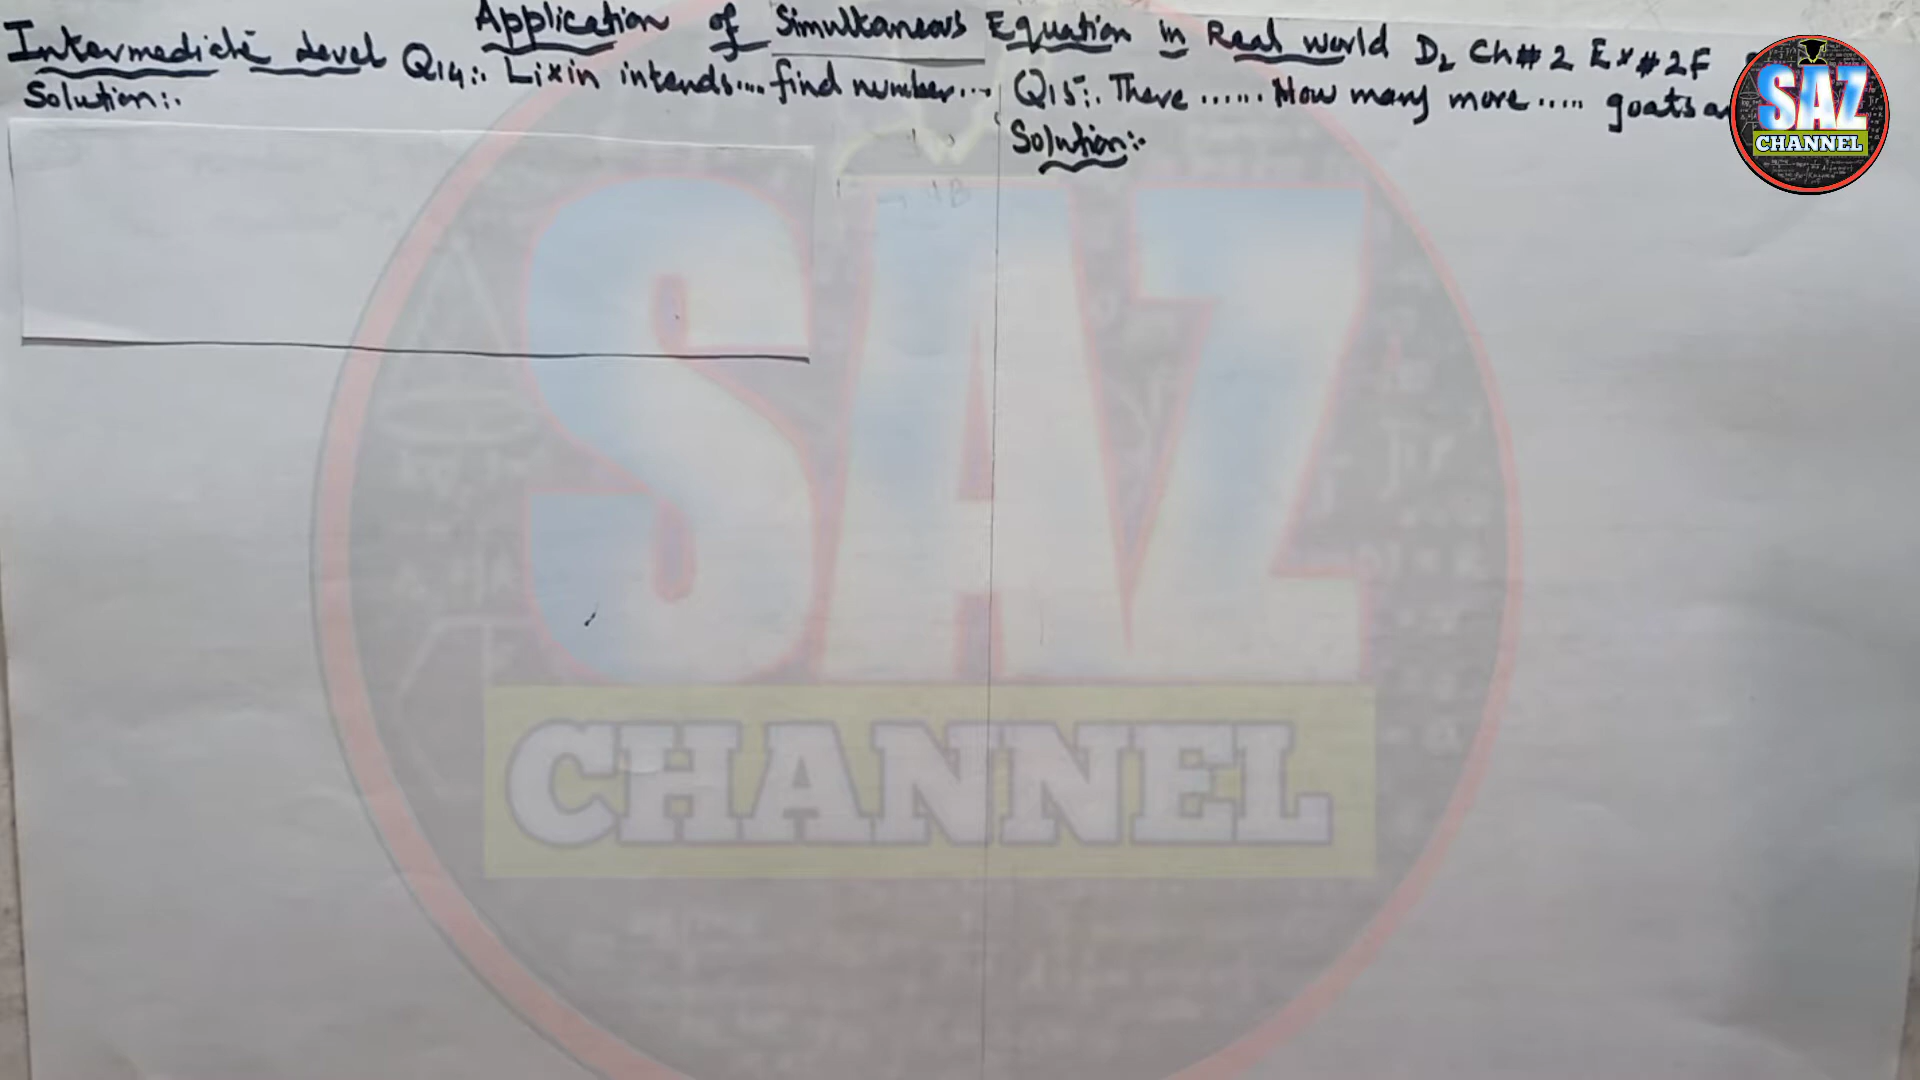 Application of Simultaneous Equation in Real world D2 Ch#2 Ex#2F
Intermediate level Q14:. Lixin intends.... find number...
Solution:.
Q15:. There ...... How many more ..... goats
Solution:.
SAZ
CHANNEL
SAZ
CHANNEL